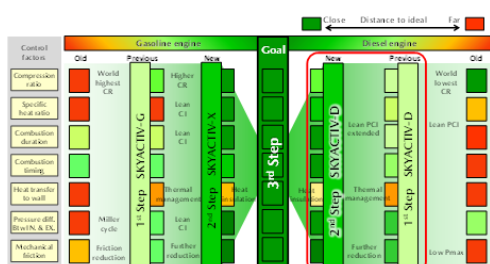 Close Distance to ideal Far
Gasoline engine Goal Diesel engine
Control
factors
Old Previous New New Previous Old
Compression
ratio
World
highest
CR
Higher
CR
World
lowest
CR
Specific
heat ratio
Lean
CI
Lean PCI
extended
Lean PCI
Combustion
duration
Lean
CI
Combustion
timing
Heat transfer
to wall
Thermal
management
Heat
insulation
Heat
Insulation
Thermal
management
Pressure diff.
Btw IN. & EX.
Miller
cycle
Lean
CI
Mechanical
friction
Friction
reduction
Further
reduction
Further
reduction
Low Pmax
1st Step SKYACTIV-G
2nd Step SKYACTIV-X
3rd Step
2nd Step SKYACTIV-D
1st Step SKYACTIV-D